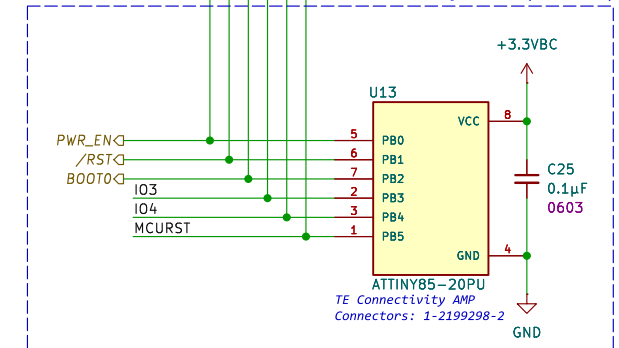 +3.3VBC
U13
VCC 8
PWR_EN 5 PB0
/RST 6 PB1
BOOT0 7 PB2
IO3 2 PB3
IO4 3 PB4
MCURST 1 PB5
C25
0.1µF
0603
GND 4
ATTINY85-20PU
TE Connectivity AMP
Connectors: 1-2199298-2
GND